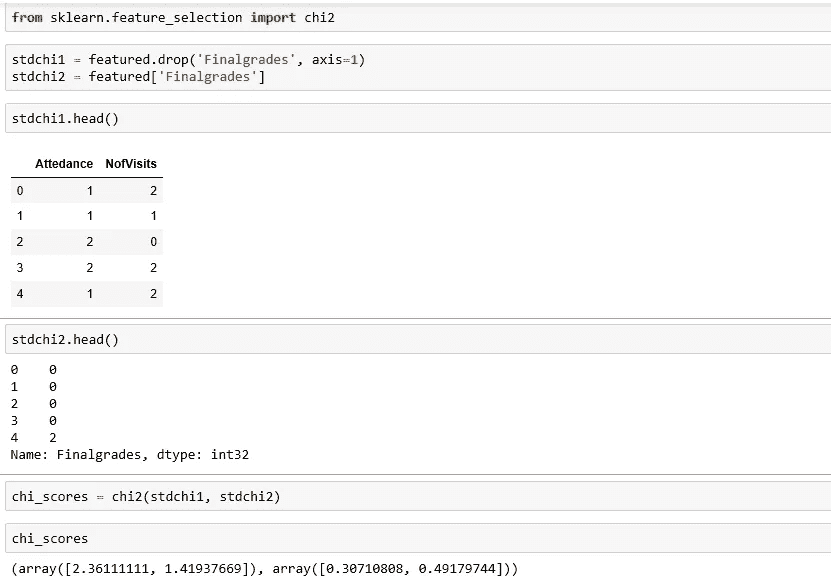 from sklearn.feature_selection import chi2
stdchi1 = featured.drop('Finalgrades', axis=1)
stdchi2 = featured['Finalgrades']
stdchi1.head()
Attedance NofVisits
0 1 2
1 1 1
2 2 0
3 2 2
4 1 2
stdchi2.head()
0 0
1 0
2 0
3 0
4 2
Name: Finalgrades, dtype: int32
chi_scores = chi2(stdchi1, stdchi2)
chi_scores
(array([2.36111111, 1.41937669]), array([0.30710808, 0.49179744]))